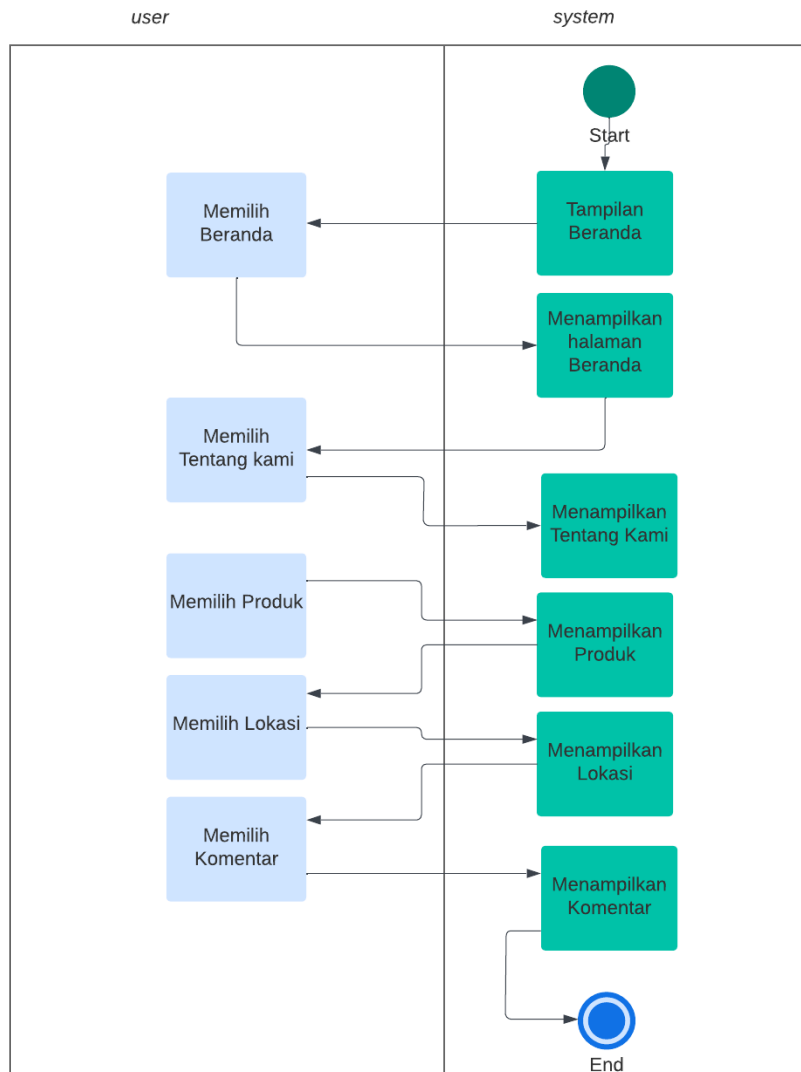 user
system
Start
Memilih
Beranda
Tampilan
Beranda
Menampilkan
halaman
Beranda
Memilih
Tentang kami
Menampilkan
Tentang Kami
Memilih Produk
Menampilkan
Produk
Memilih Lokasi
Menampilkan
Lokasi
Memilih
Komentar
Menampilkan
Komentar
End